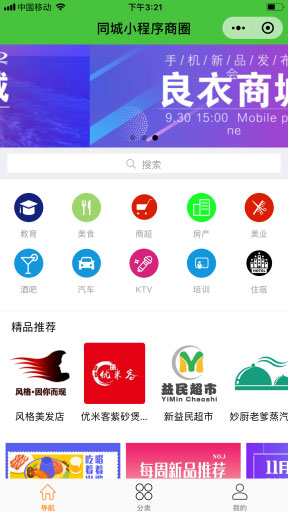 中国移动
下午3:21
同城小程序商圈
城
手机新品发布会
良衣商城
9.30 15:00 Mobile phone
搜索
教育 美食 商超 房产 美业
酒吧 汽车 KTV 培训 住宿
HOTEL
精品推荐
风格•因你而现
优米客
益民超市
YiMin ChaoShi
风格美发店 优米客紫砂煲... 新益民超市 妙厨老爹蒸汽
吃着
NO.1
每周新品推荐
11月
导航 分类 我的